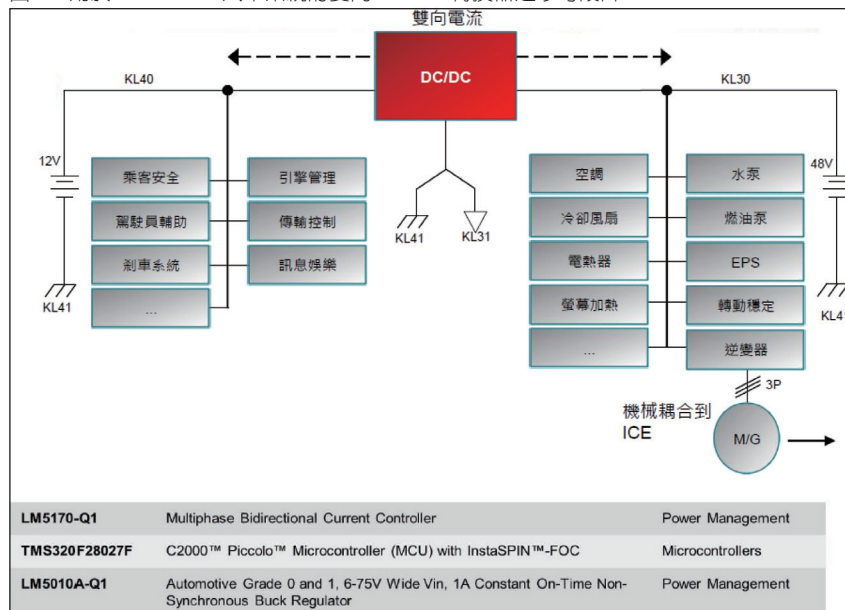 雙向電流
KL40
DC/DC
KL30
12V
48V
乘客安全
引擎管理
空調
水泵
駕駛員輔助
傳輸控制
冷卻風扇
燃油泵
KL41
KL31
剎車系統
訊息娛樂
電熱器
EPS
KL41
...
螢幕加熱
轉動穩定
KL41
...
逆變器
3P
機械耦合到
ICE
M/G
LM5170-Q1 Multiphase Bidirectional Current Controller Power Management
TMS320F28027F C2000™ Piccolo™ Microcontroller (MCU) with InstaSPIN™-FOC Microcontrollers
LM5010A-Q1 Automotive Grade 0 and 1, 6-75V Wide Vin, 1A Constant On-Time Non- Power Management
Synchronous Buck Regulator